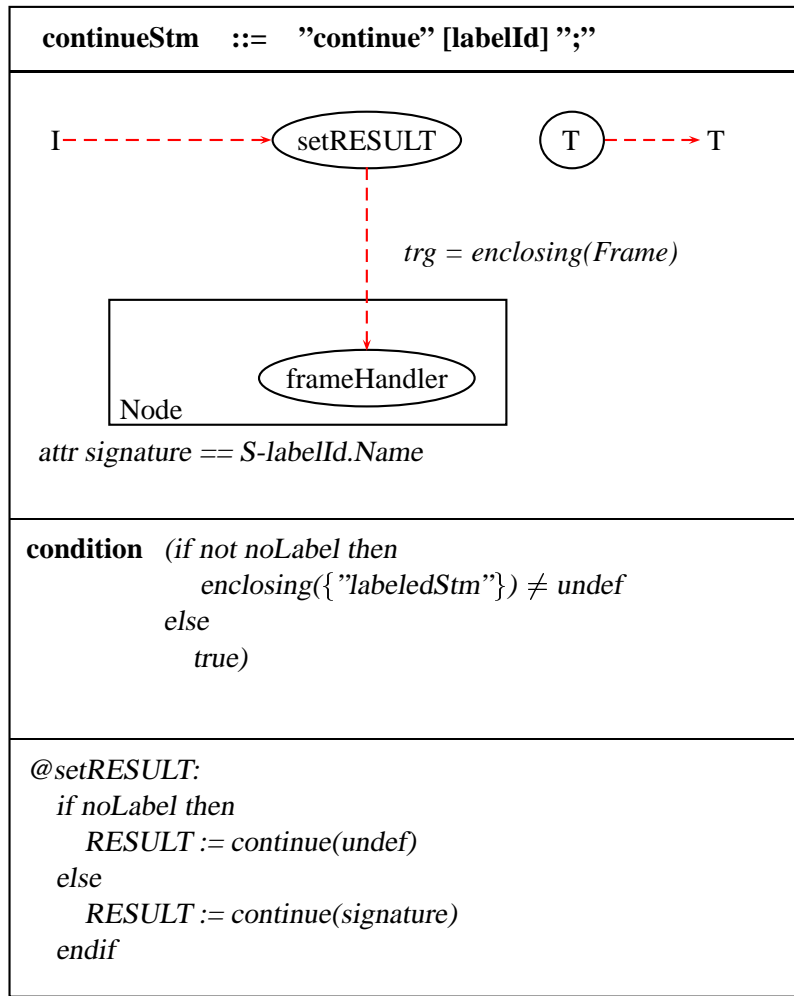 continueStm ::= ”continue” [labelId] ”;”
I setRESULT T T
trg = enclosing(Frame)
frameHandler
Node
attr signature == S-labelId.Name
condition (if not noLabel then
enclosing({”labeledStm”}) ≠ undef
else
true)
@setRESULT:
if noLabel then
RESULT := continue(undef)
else
RESULT := continue(signature)
endif